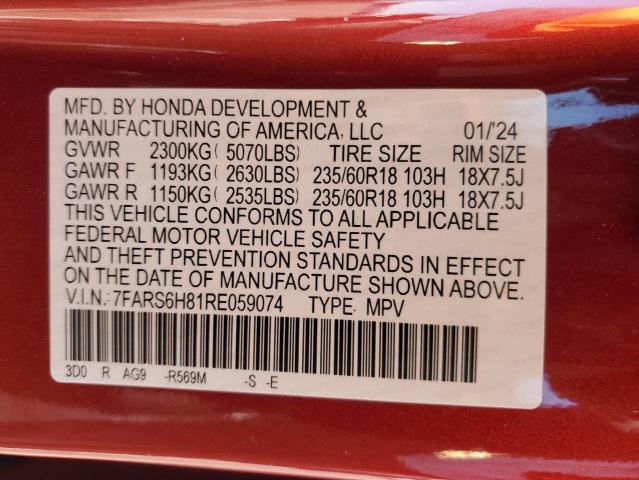 MFD. BY HONDA DEVELOPMENT &
MANUFACTURING OF AMERICA, LLC 01/'24
GVWR 2300KG (5070LBS) TIRE SIZE RIM SIZE
GAWR F 1193KG (2630LBS) 235/60R18 103H 18X7.5J
GAWR R 1150KG (2535LBS) 235/60R18 103H 18X7.5J
THIS VEHICLE CONFORMS TO ALL APPLICABLE
FEDERAL MOTOR VEHICLE SAFETY
AND THEFT PREVENTION STANDARDS IN EFFECT
ON THE DATE OF MANUFACTURE SHOWN ABOVE.
V.I.N.: 7FARS6H81RE059074 TYPE: MPV
3D0 R AG9 -R569M -S -E